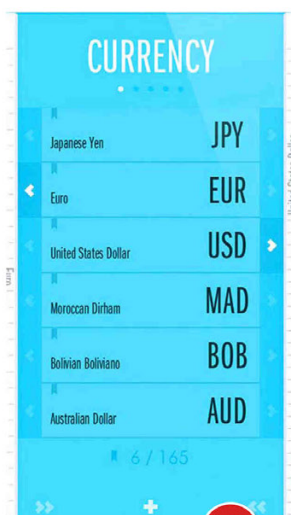 CURRENCY
Japanese Yen JPY
Euro EUR
United States Dollar USD
Moroccan Dirham MAD
Bolivian Boliviano BOB
Australian Dollar AUD
6 / 165
From